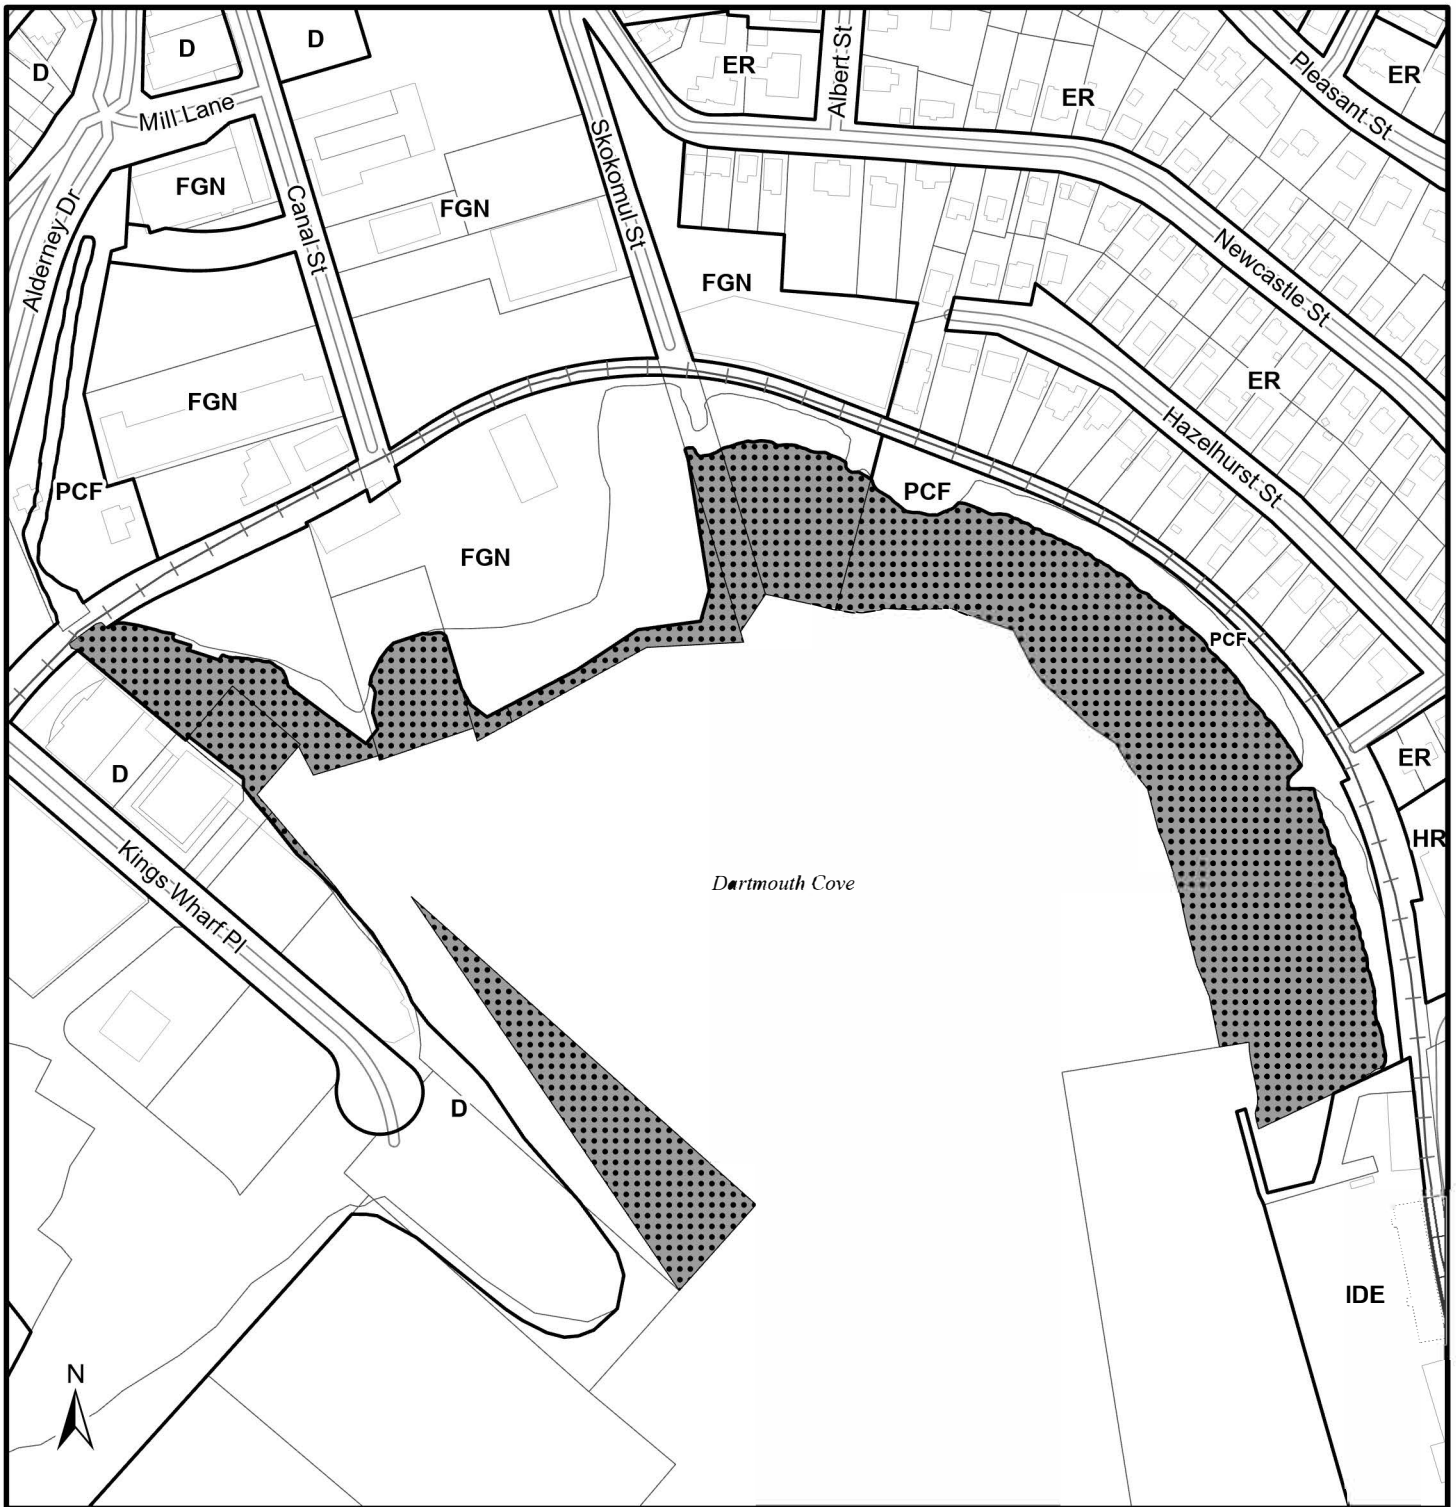 D
D
D
ER
Albert St
ER
Pleasant St
ER
Mill Lane
FGN
Alderney Dr
Canal St
FGN
Skokomul St
FGN
Newcastle St
FGN
ER
Hazelhurst St
PCF
PCF
FGN
PCF
D
ER
HR
Kings Wharf Pl
Dartmouth Cove
D
IDE
N